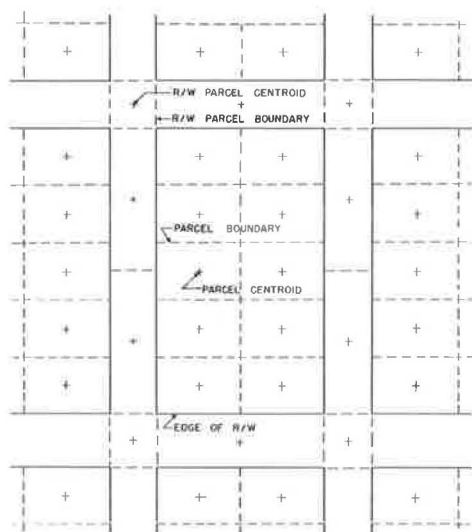 R/W PARCEL CENTROID
R/W PARCEL BOUNDARY
PARCEL BOUNDARY
PARCEL CENTROID
EDGE OF R/W